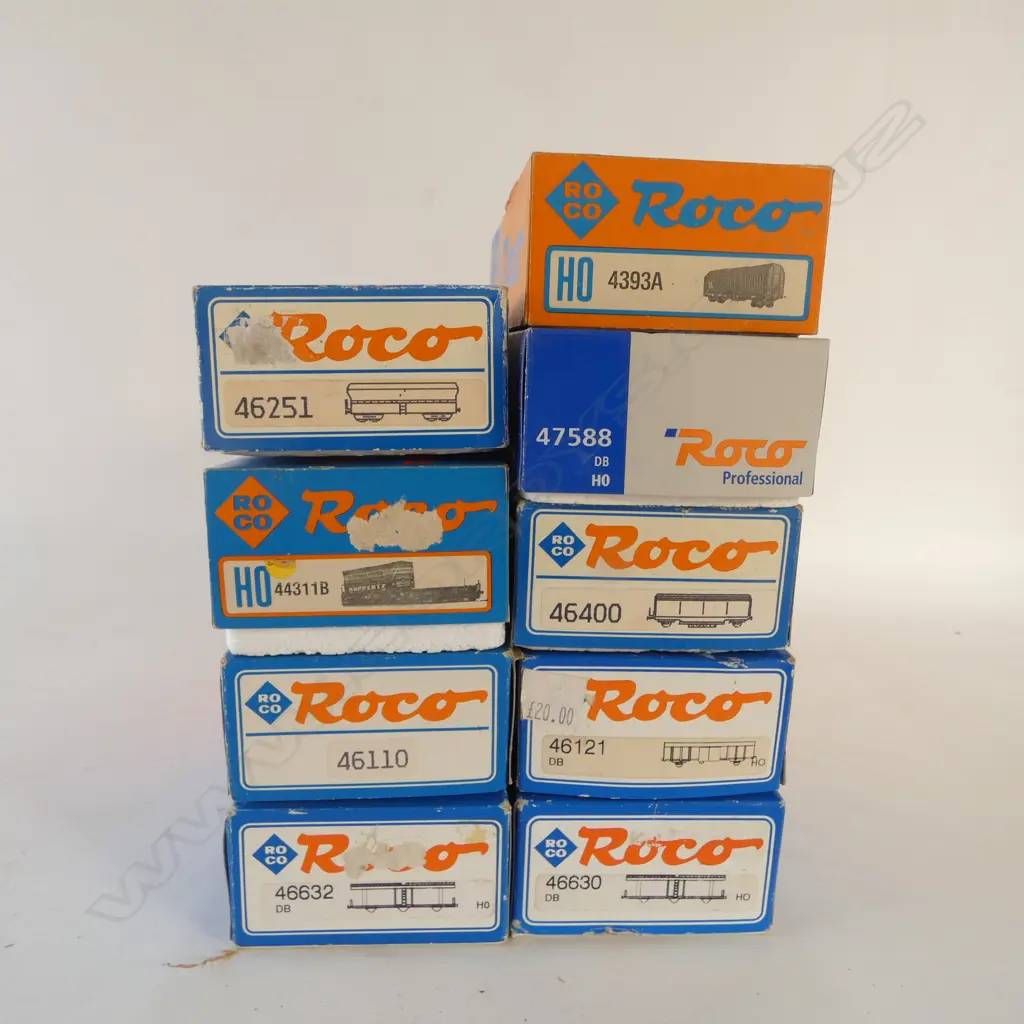 RO
CO
Roco
HO 4393A
Roco
46251
47588
DB
HO
Roco
Professional
RO
CO
Roco
HO 44311B
RO
CO
Roco
46400
RO
CO
Roco
46110
£20.00
Roco
46121
DB
HO
RO
CO
46632
DB
HO
RO
CO
Roco
46630
DB
HO